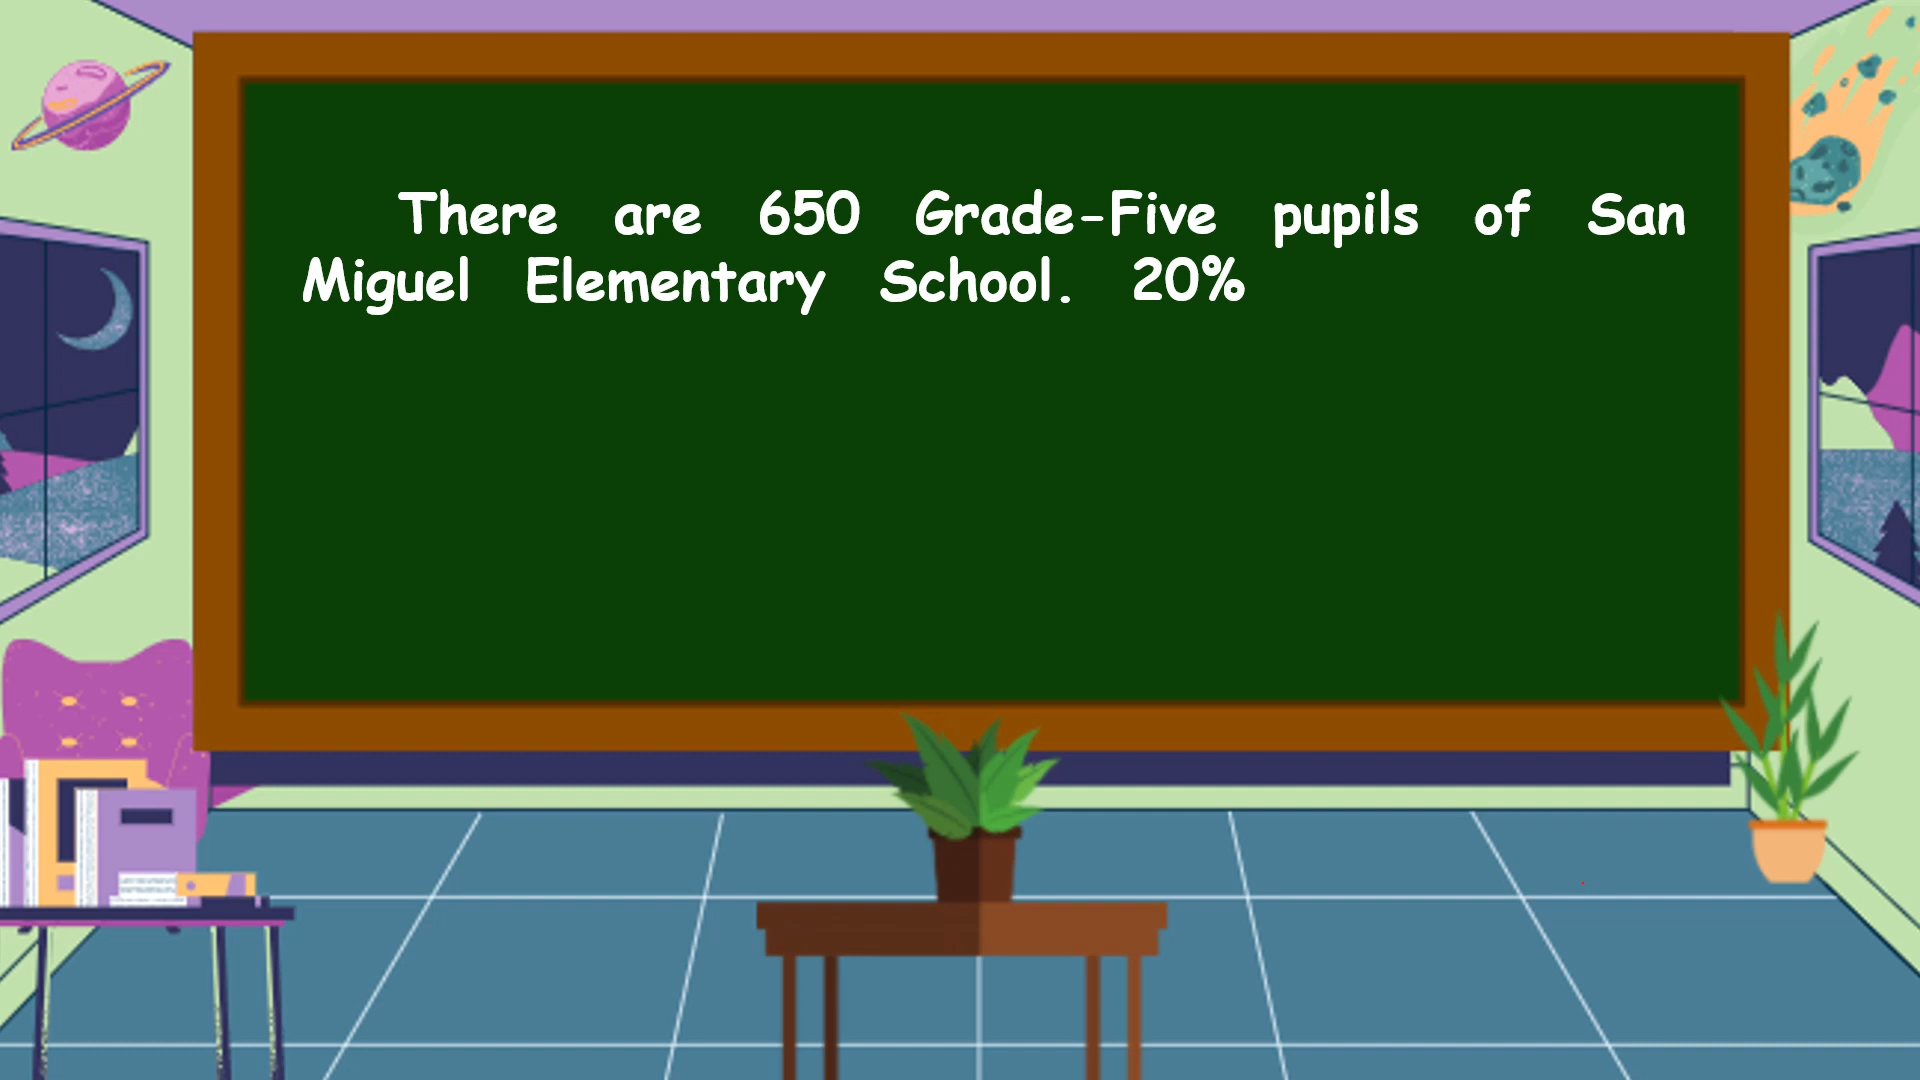 There are 650 Grade-Five pupils of San
Miguel Elementary School. 20%